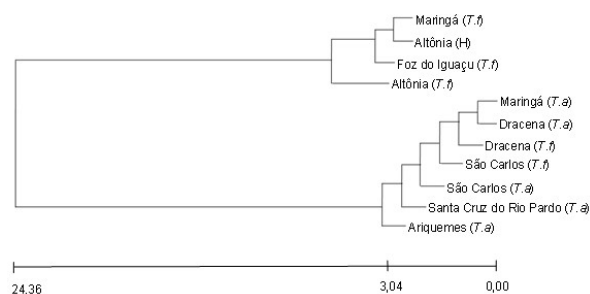 Maringá (T.f)
Altônia (H)
Foz do Iguaçu (T.f)
Altônia (T.f)
Maringá (T.a)
Dracena (T.a)
Dracena (T.f)
São Carlos (T.f)
São Carlos (T.a)
Santa Cruz do Rio Pardo (T.a)
Ariquemes (T.a)
24.36 3,04 0,00